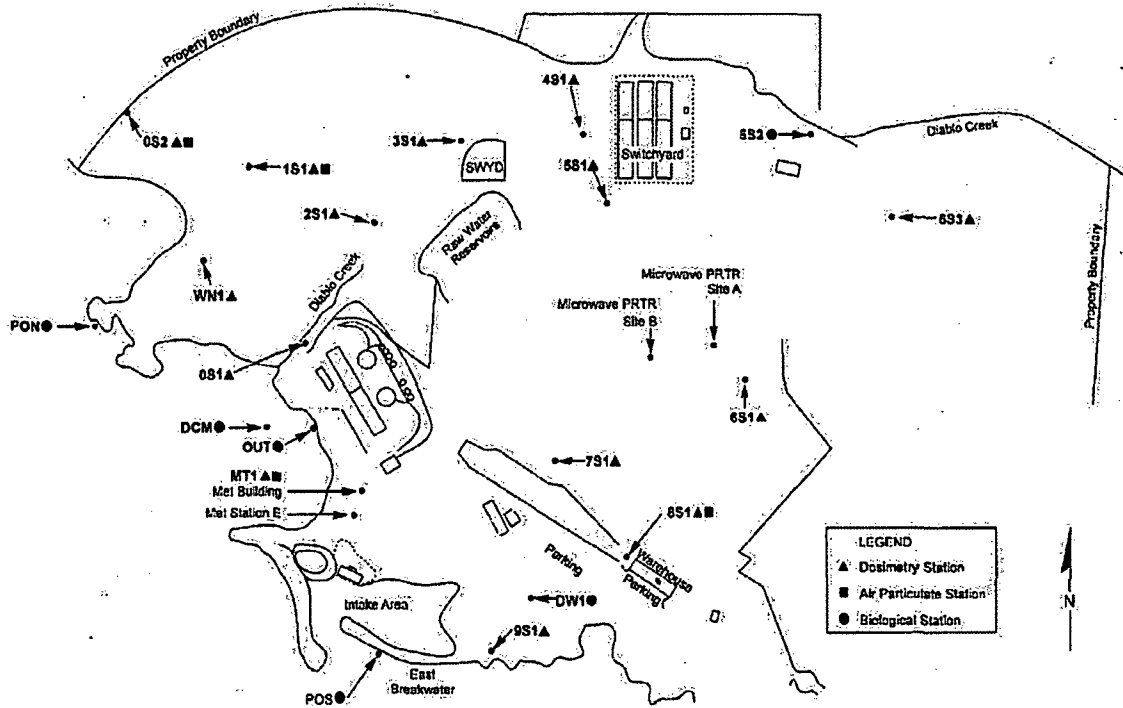 Property Boundary
4S1▲
0S2▲■
3S1▲
SWYD
Switchyard
5S2●
Diablo Creek
1S1▲■
5S1▲
2S1▲
Raw Water
Reservoirs
5S3▲
Property Boundary
WN1▲
Diablo Creek
Microwave PRTR
Site A
Microwave PRTR
Site B
PON●
0S1▲
6S1▲
DCM●
OUT●
7S1▲
MT1▲■
Met Building
Met Station E
8S1▲■
Parking
Warehouse
Parking
LEGEND
▲ Dosimetry Station
■ Air Particulate Station
● Biological Station
N
Intake Area
DW1●
9S1▲
East
Breakwater
POS●